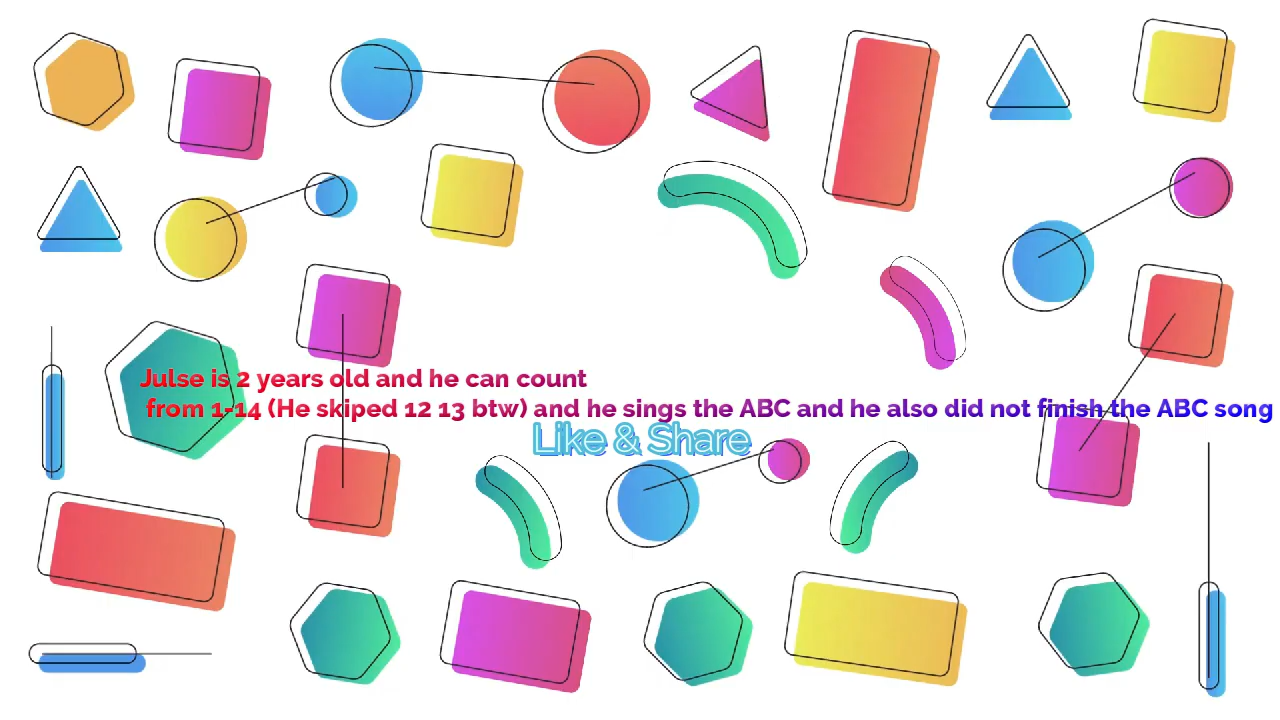 Julse is 2 years old and he can count
from 1-14 (He skiped 12 13 btw) and he sings the ABC and he also did not finish the ABC song
Like & Share